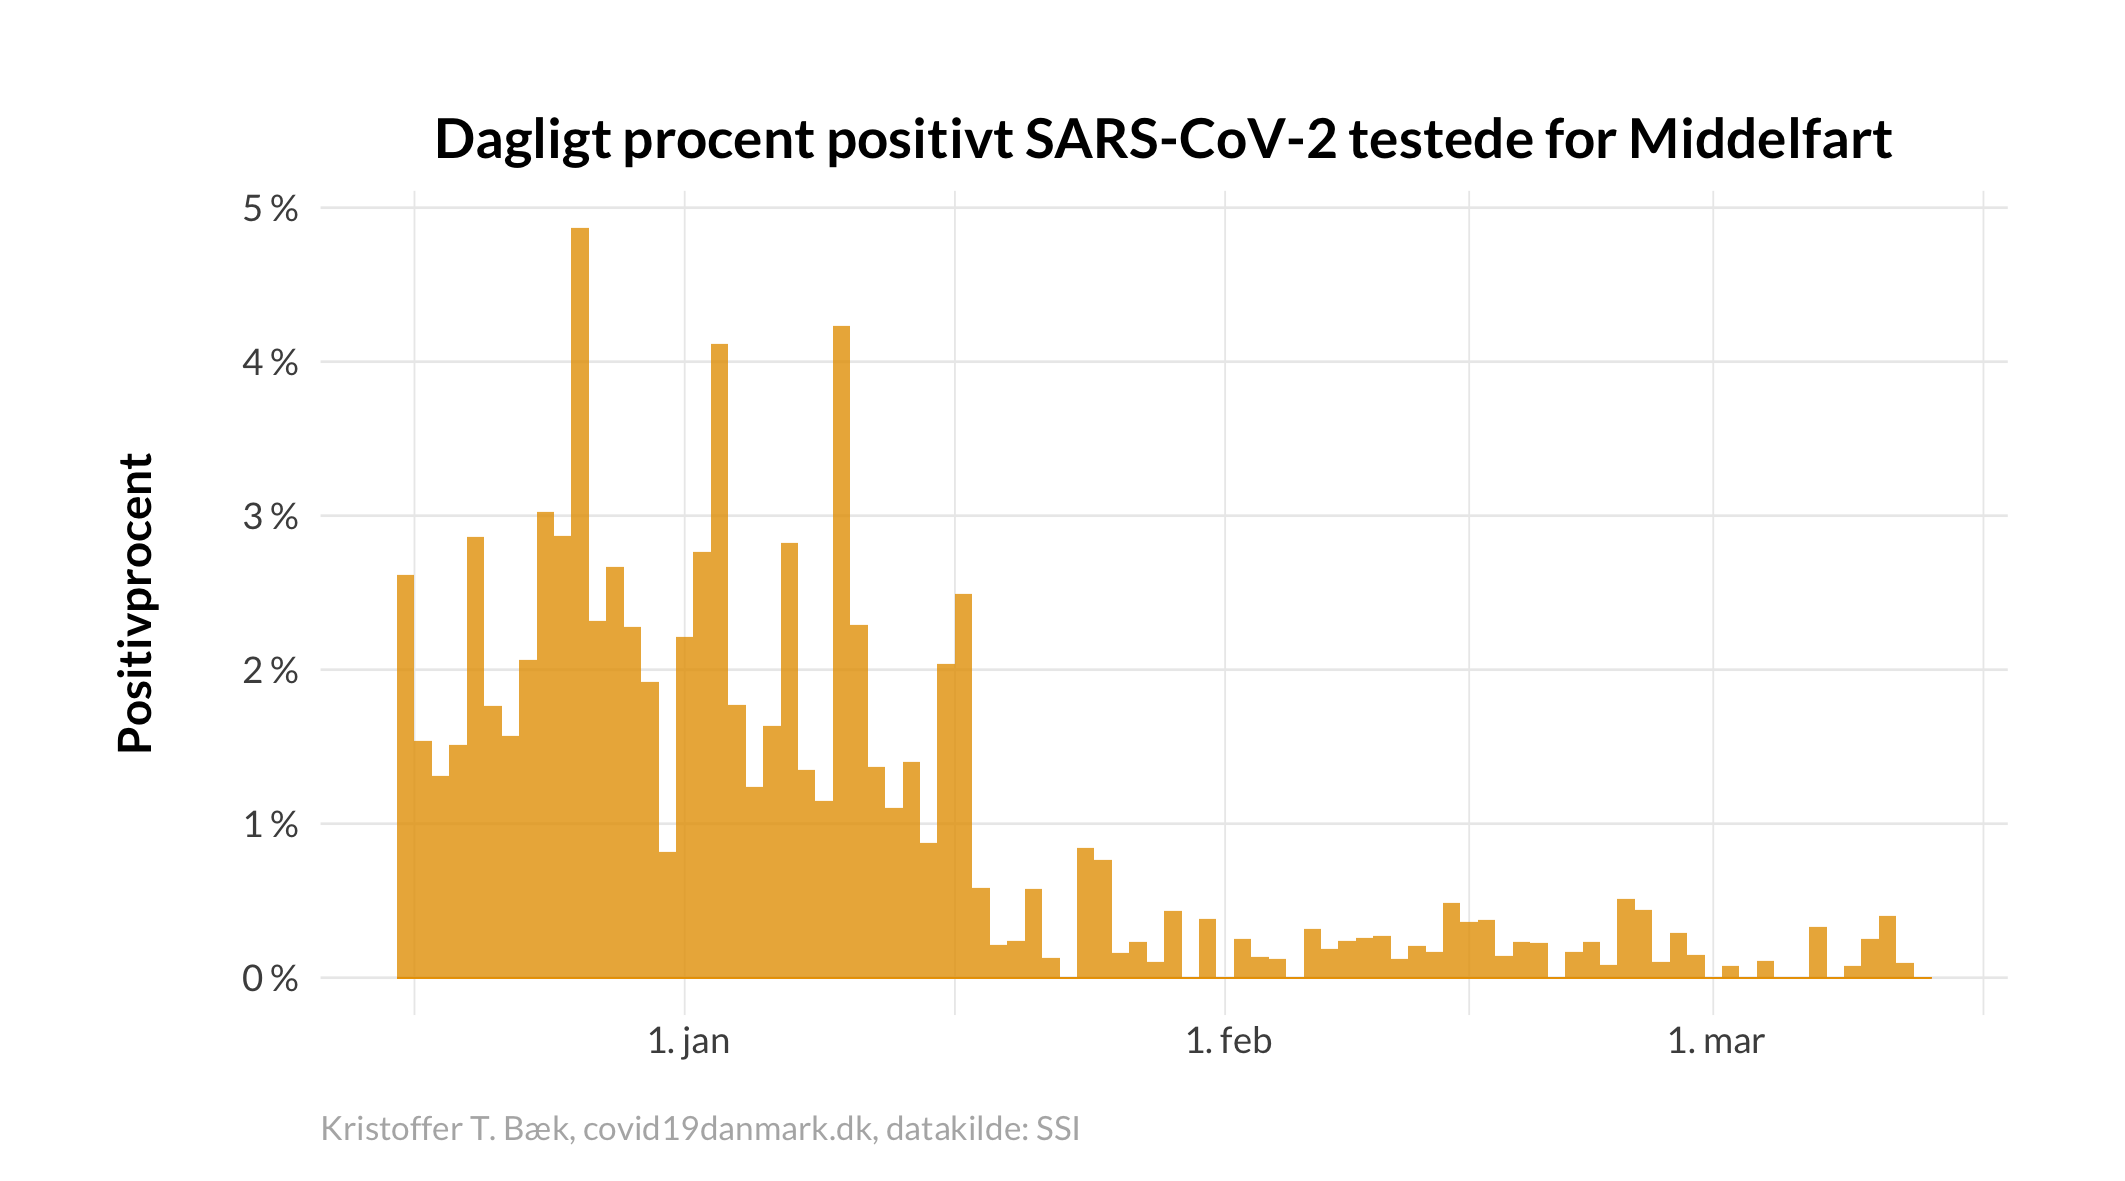 Dagligt procent positivt SARS-CoV-2 testede for Middelfart
Positivprocent
5 %
4 %
3 %
2 %
1 %
0 %
1. jan
1. feb
1. mar
Kristoffer T. Bæk, covid19danmark.dk, datakilde: SSI